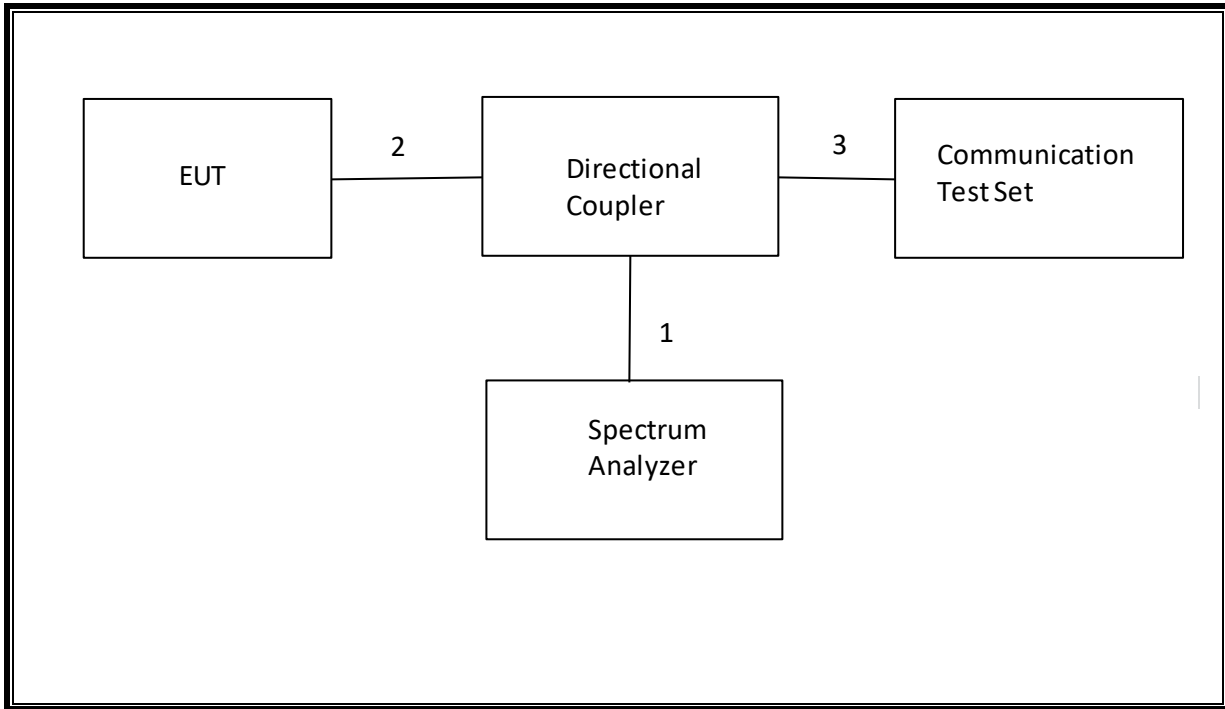 EUT
2
Directional
Coupler
3
Communication
Test Set
1
Spectrum
Analyzer